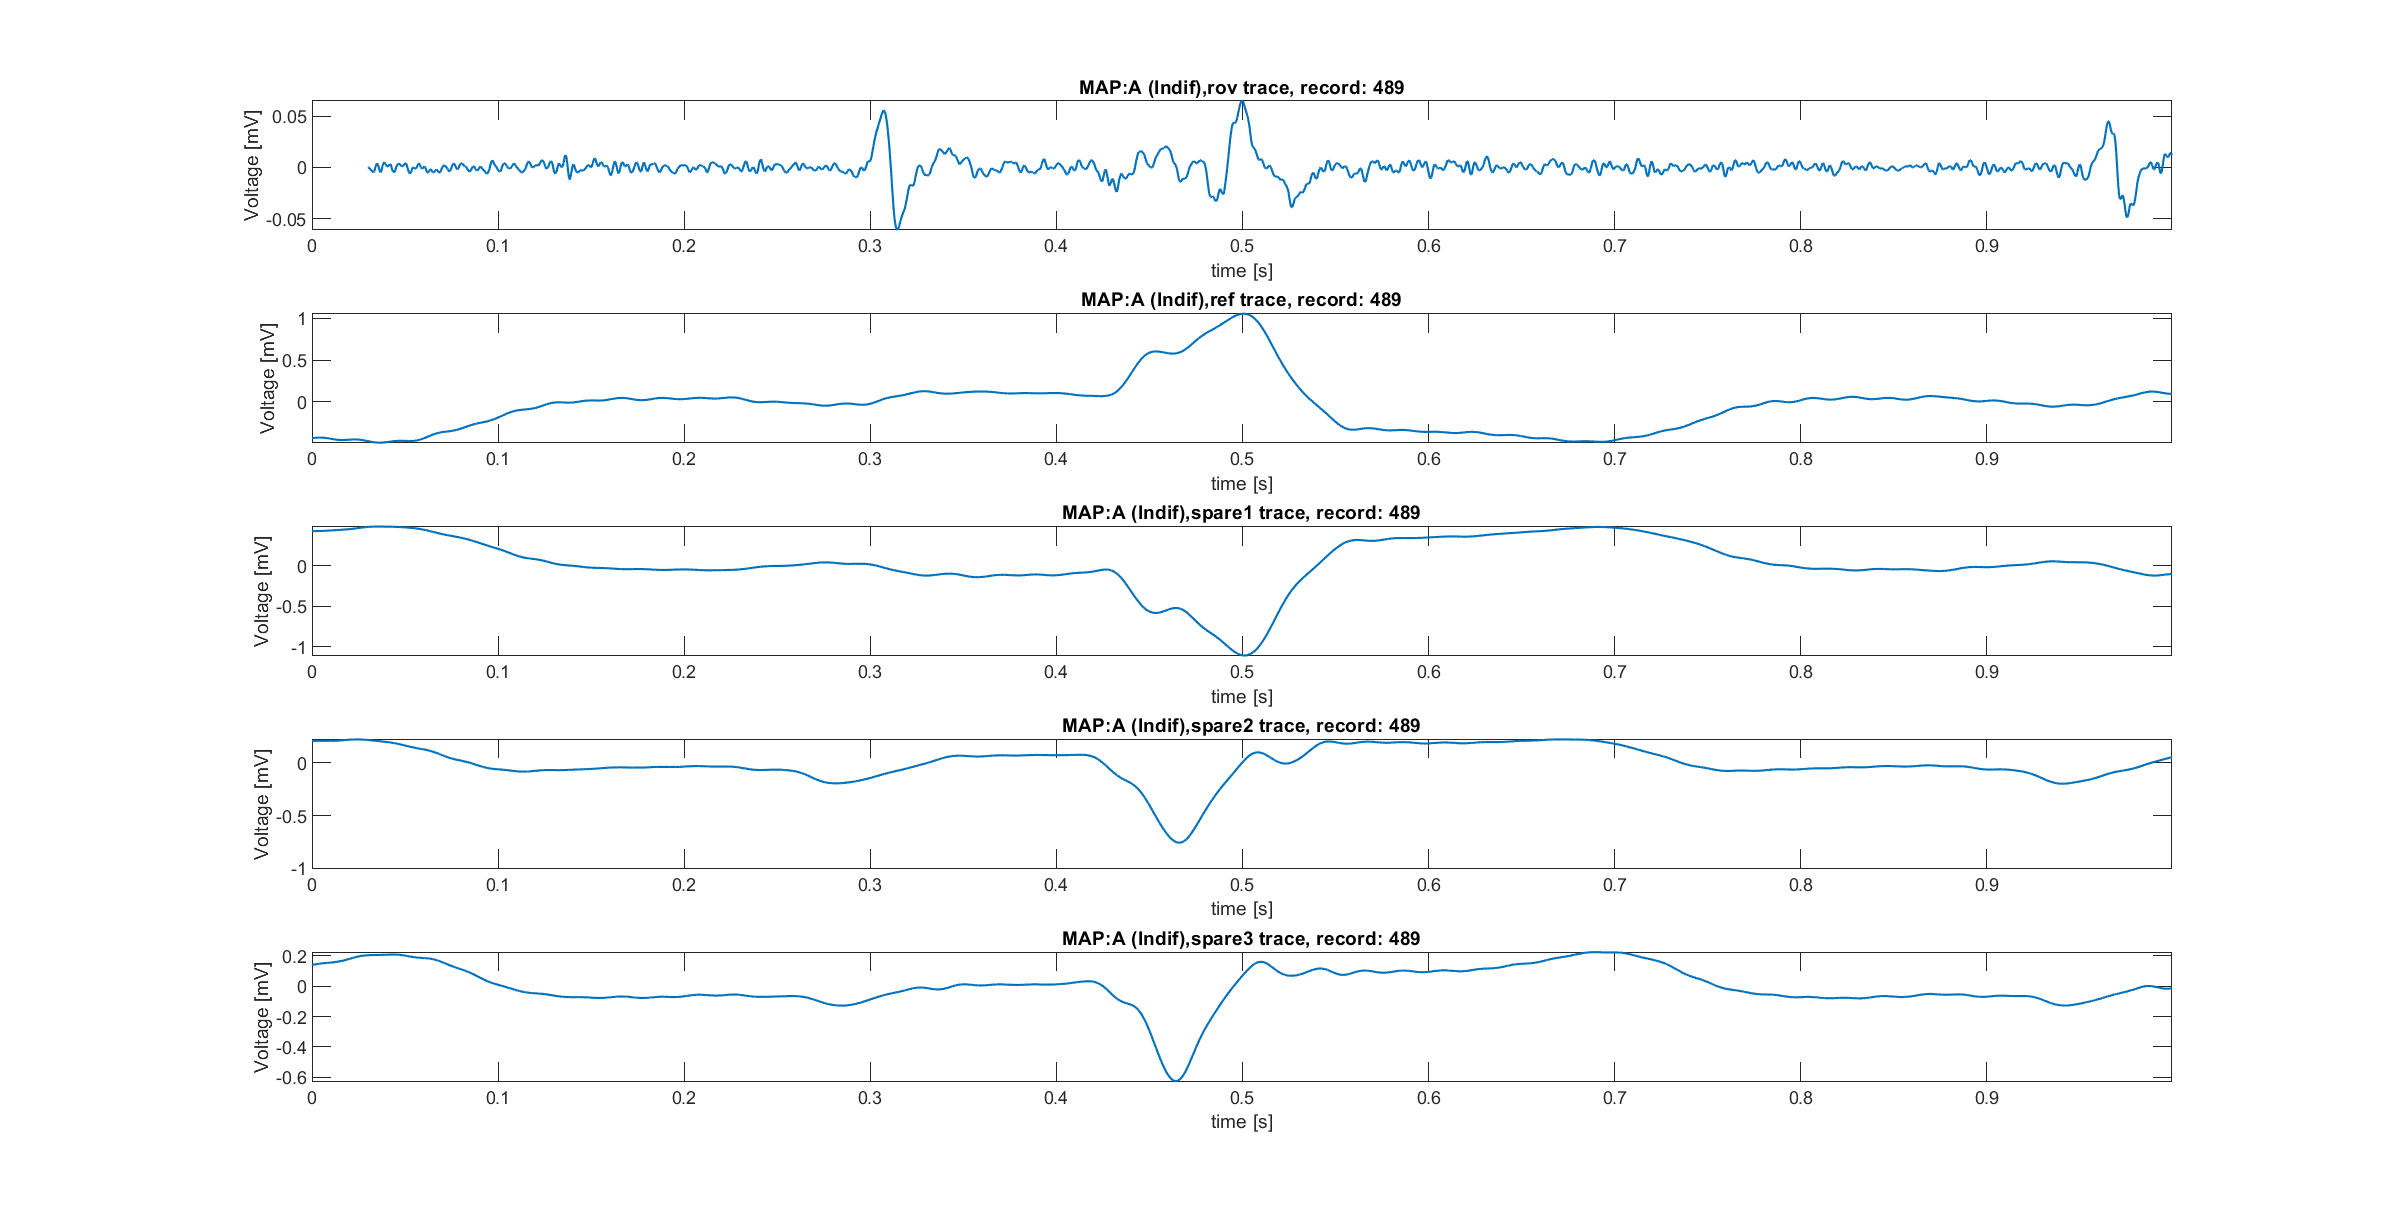 MAP:A (Indif),rov trace, record: 489
Voltage [mV]
0.05
0
-0.05
0 0.1 0.2 0.3 0.4 0.5 0.6 0.7 0.8 0.9
time [s]
MAP:A (Indif),ref trace, record: 489
Voltage [mV]
1
0.5
0
0 0.1 0.2 0.3 0.4 0.5 0.6 0.7 0.8 0.9
time [s]
MAP:A (Indif),spare1 trace, record: 489
Voltage [mV]
0
-0.5
-1
0 0.1 0.2 0.3 0.4 0.5 0.6 0.7 0.8 0.9
time [s]
MAP:A (Indif),spare2 trace, record: 489
Voltage [mV]
0
-0.5
-1
0 0.1 0.2 0.3 0.4 0.5 0.6 0.7 0.8 0.9
time [s]
MAP:A (Indif),spare3 trace, record: 489
Voltage [mV]
0.2
0
-0.2
-0.4
-0.6
0 0.1 0.2 0.3 0.4 0.5 0.6 0.7 0.8 0.9
time [s]